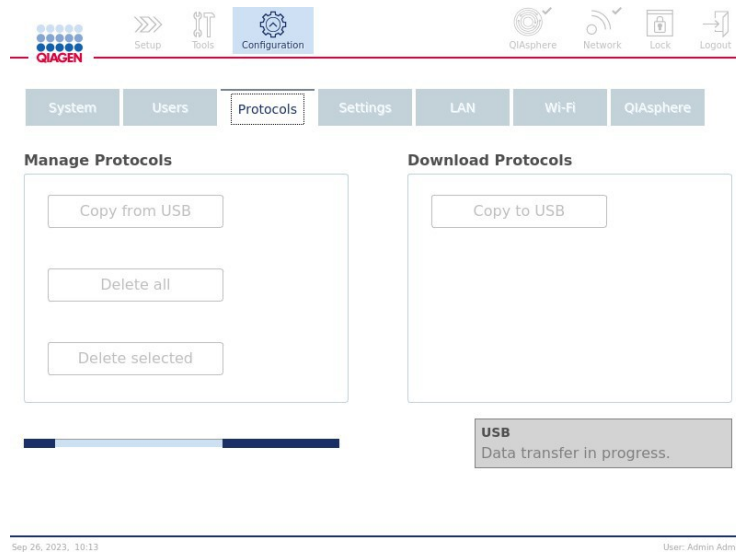 QIAGEN
Setup
Tools
Configuration
QIAsphere
Network
Lock
Logout
System
Users
Protocols
Settings
LAN
Wi-Fi
QIAsphere
Manage Protocols
Download Protocols
Copy from USB
Copy to USB
Delete all
Delete selected
USB
Data transfer in progress.
Sep 26, 2023, 10:13
User: Admin Adm